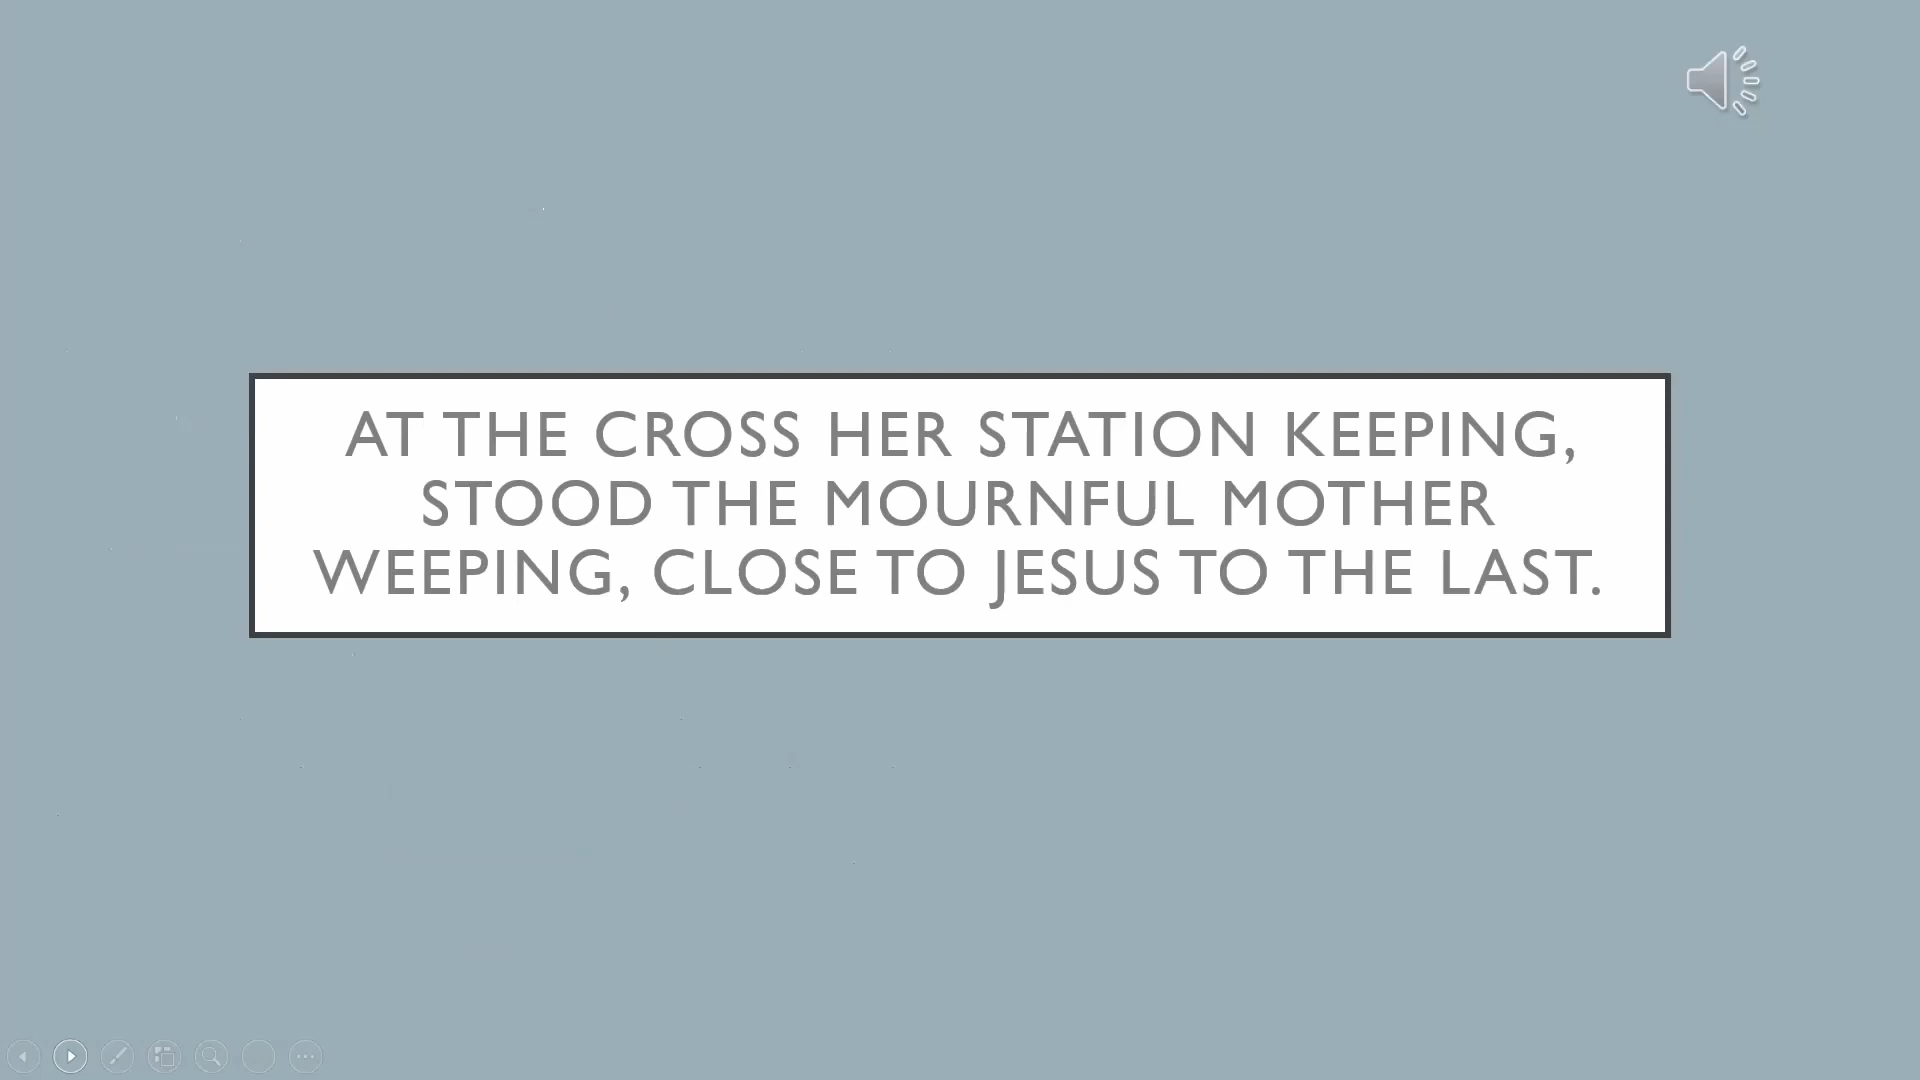 AT THE CROSS HER STATION KEEPING,
STOOD THE MOURNFUL MOTHER
WEEPING, CLOSE TO JESUS TO THE LAST.